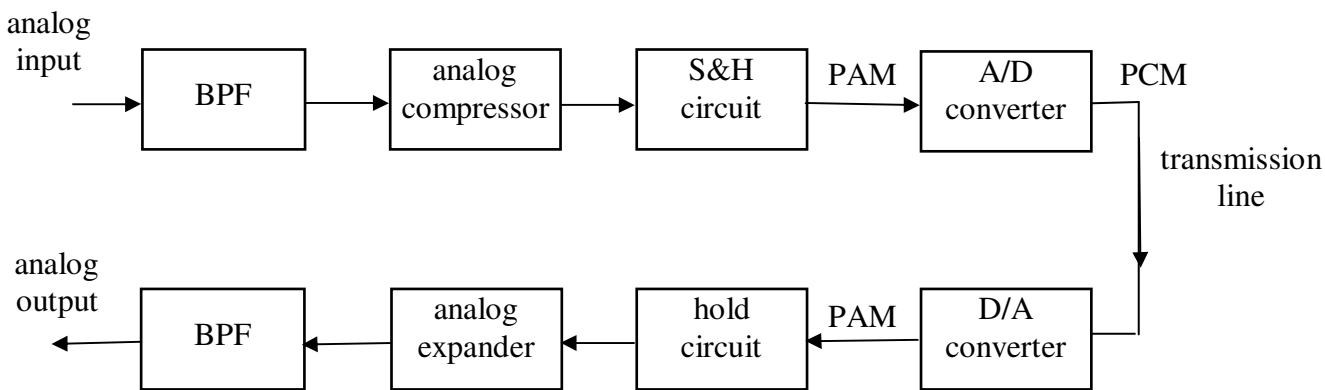 analog
input
BPF
analog
compressor
S&H
circuit
PAM
A/D
converter
PCM
transmission
line
analog
output
BPF
analog
expander
hold
circuit
PAM
D/A
converter